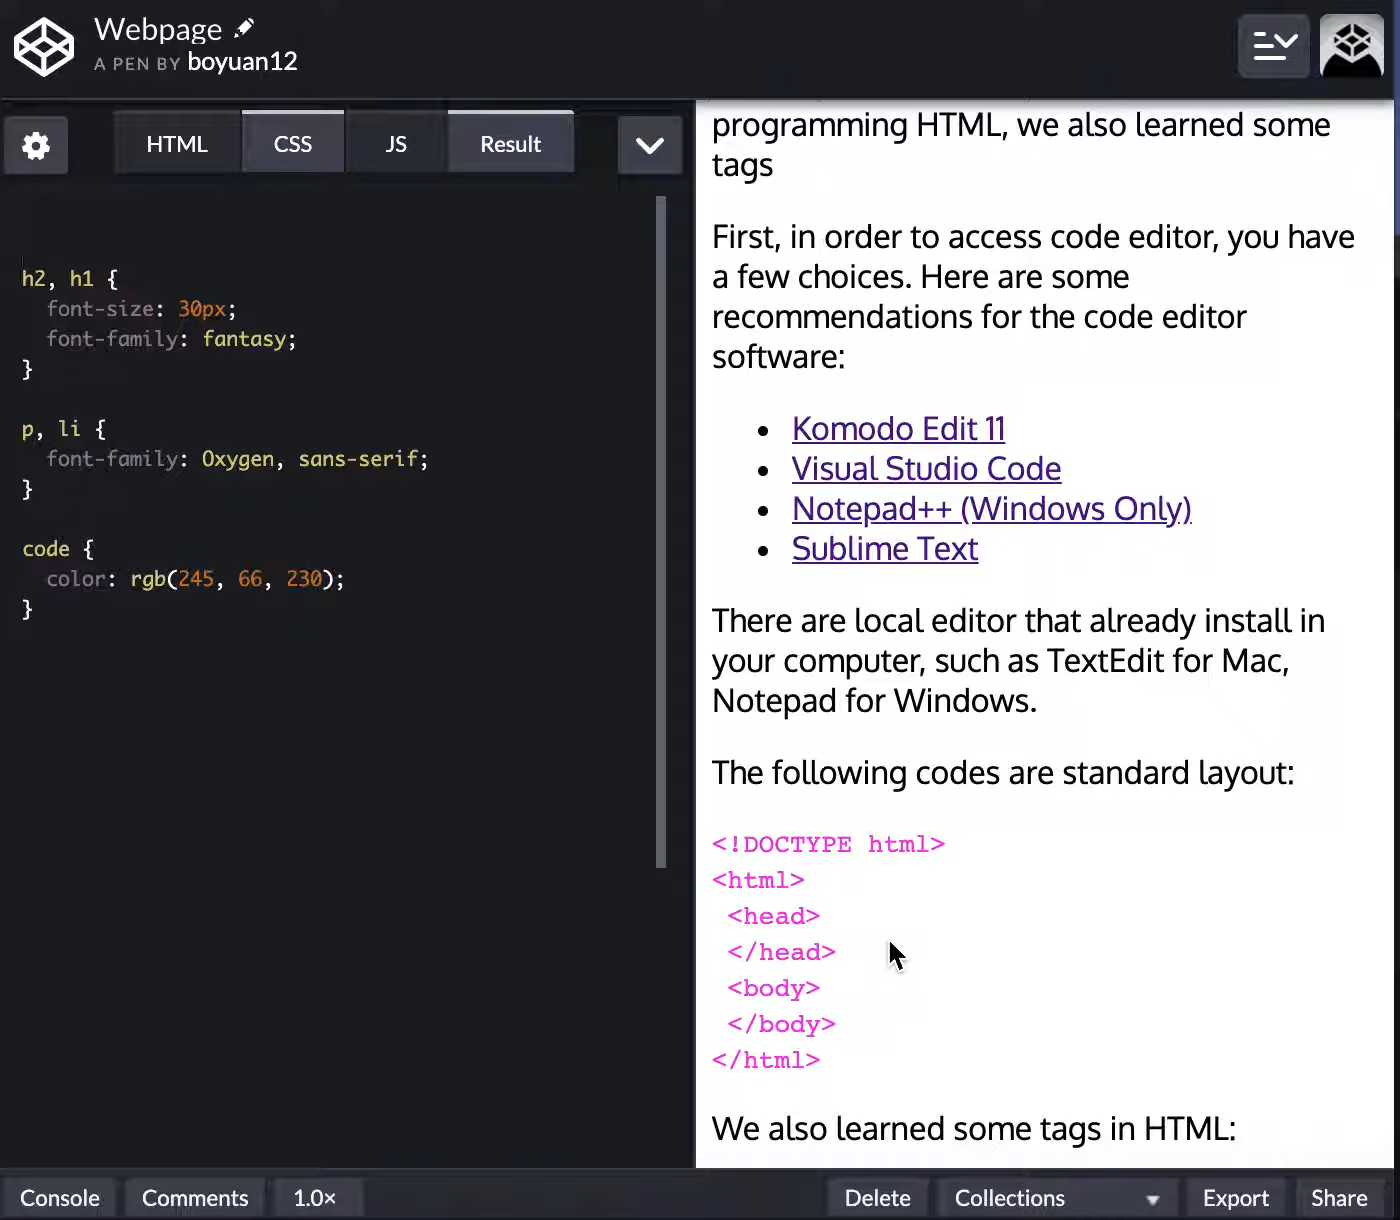 Webpage
A PEN BY boyuan12
HTML
CSS
JS
Result
h2, h1 {
  font-size: 30px;
  font-family: fantasy;
}
p, li {
  font-family: Oxygen, sans-serif;
}
code {
  color: rgb(245, 66, 230);
}
programming HTML, we also learned some
tags
First, in order to access code editor, you have
a few choices. Here are some
recommendations for the code editor
software:
Komodo Edit 11
Visual Studio Code
Notepad++ (Windows Only)
Sublime Text
There are local editor that already install in
your computer, such as TextEdit for Mac,
Notepad for Windows.
The following codes are standard layout:
<!DOCTYPE html>
<html>
 <head>
 </head>
 <body>
 </body>
</html>
We also learned some tags in HTML:
Console
Comments
1.0×
Delete
Collections
Export
Share